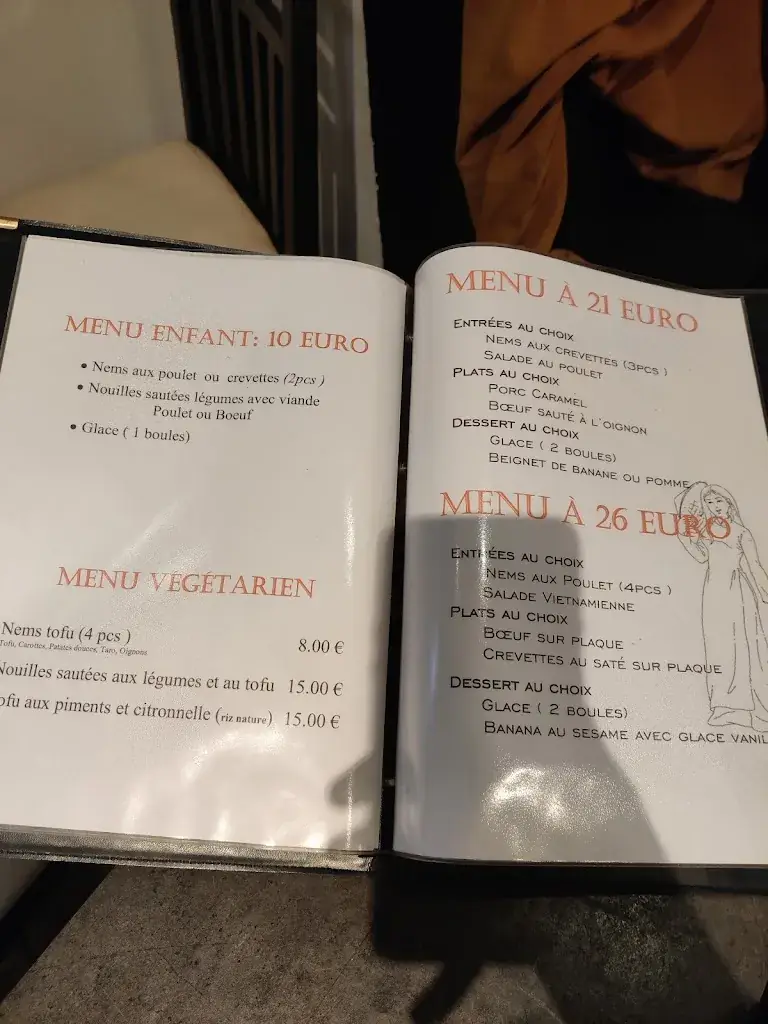 MENU ENFANT: 10 EURO
• Nems aux poulet ou crevettes (2pcs )
• Nouilles sautées légumes avec viande
Poulet ou Boeuf
• Glace ( 1 boules)
MENU VEGÉTARIEN
Nems tofu (4 pcs ) 8.00 €
Tofu, Carottes, Patates douces, Taro, Oignons
Nouilles sautées aux légumes et au tofu 15.00 €
ofu aux piments et citronnelle (riz nature) 15.00 €
MENU À 21 EURO
ENTRÉES AU CHOIX
NEMS AUX CREVETTES (3PCS )
SALADE AU POULET
PLATS AU CHOIX
PORC CARAMEL
BŒUF SAUTÉ À L'OIGNON
DESSERT AU CHOIX
GLACE ( 2 BOULES)
BEIGNET DE BANANE OU POMME
MENU À 26 EURO
ENTRÉES AU CHOIX
NEMS AUX POULET (4PCS )
SALADE VIETNAMIENNE
PLATS AU CHOIX
BŒUF SUR PLAQUE
CREVETTES AU SATÉ SUR PLAQUE
DESSERT AU CHOIX
GLACE ( 2 BOULES)
BANANA AU SESAME AVEC GLACE VANIL